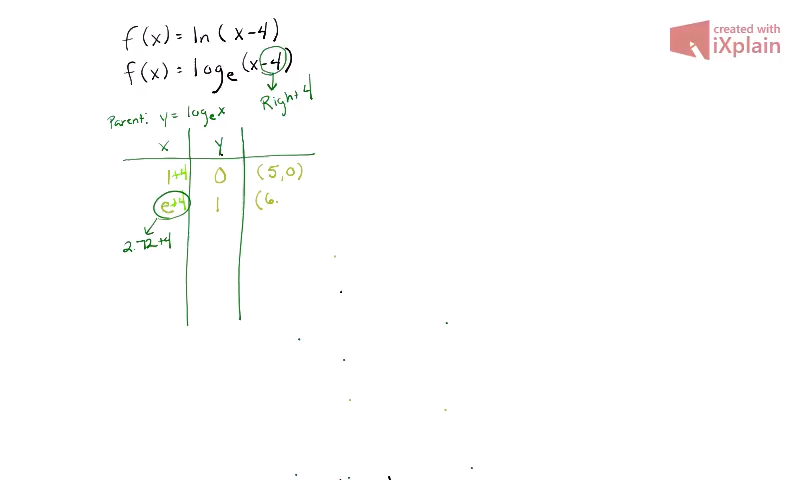 f(x) = ln(x-4)
f(x) = logₑ(x-4)
Right 4
Parent: y = logₑx
x y
1+4 0 (5,0)
e+4 1 (6.
2.72+4
created with
iXplain